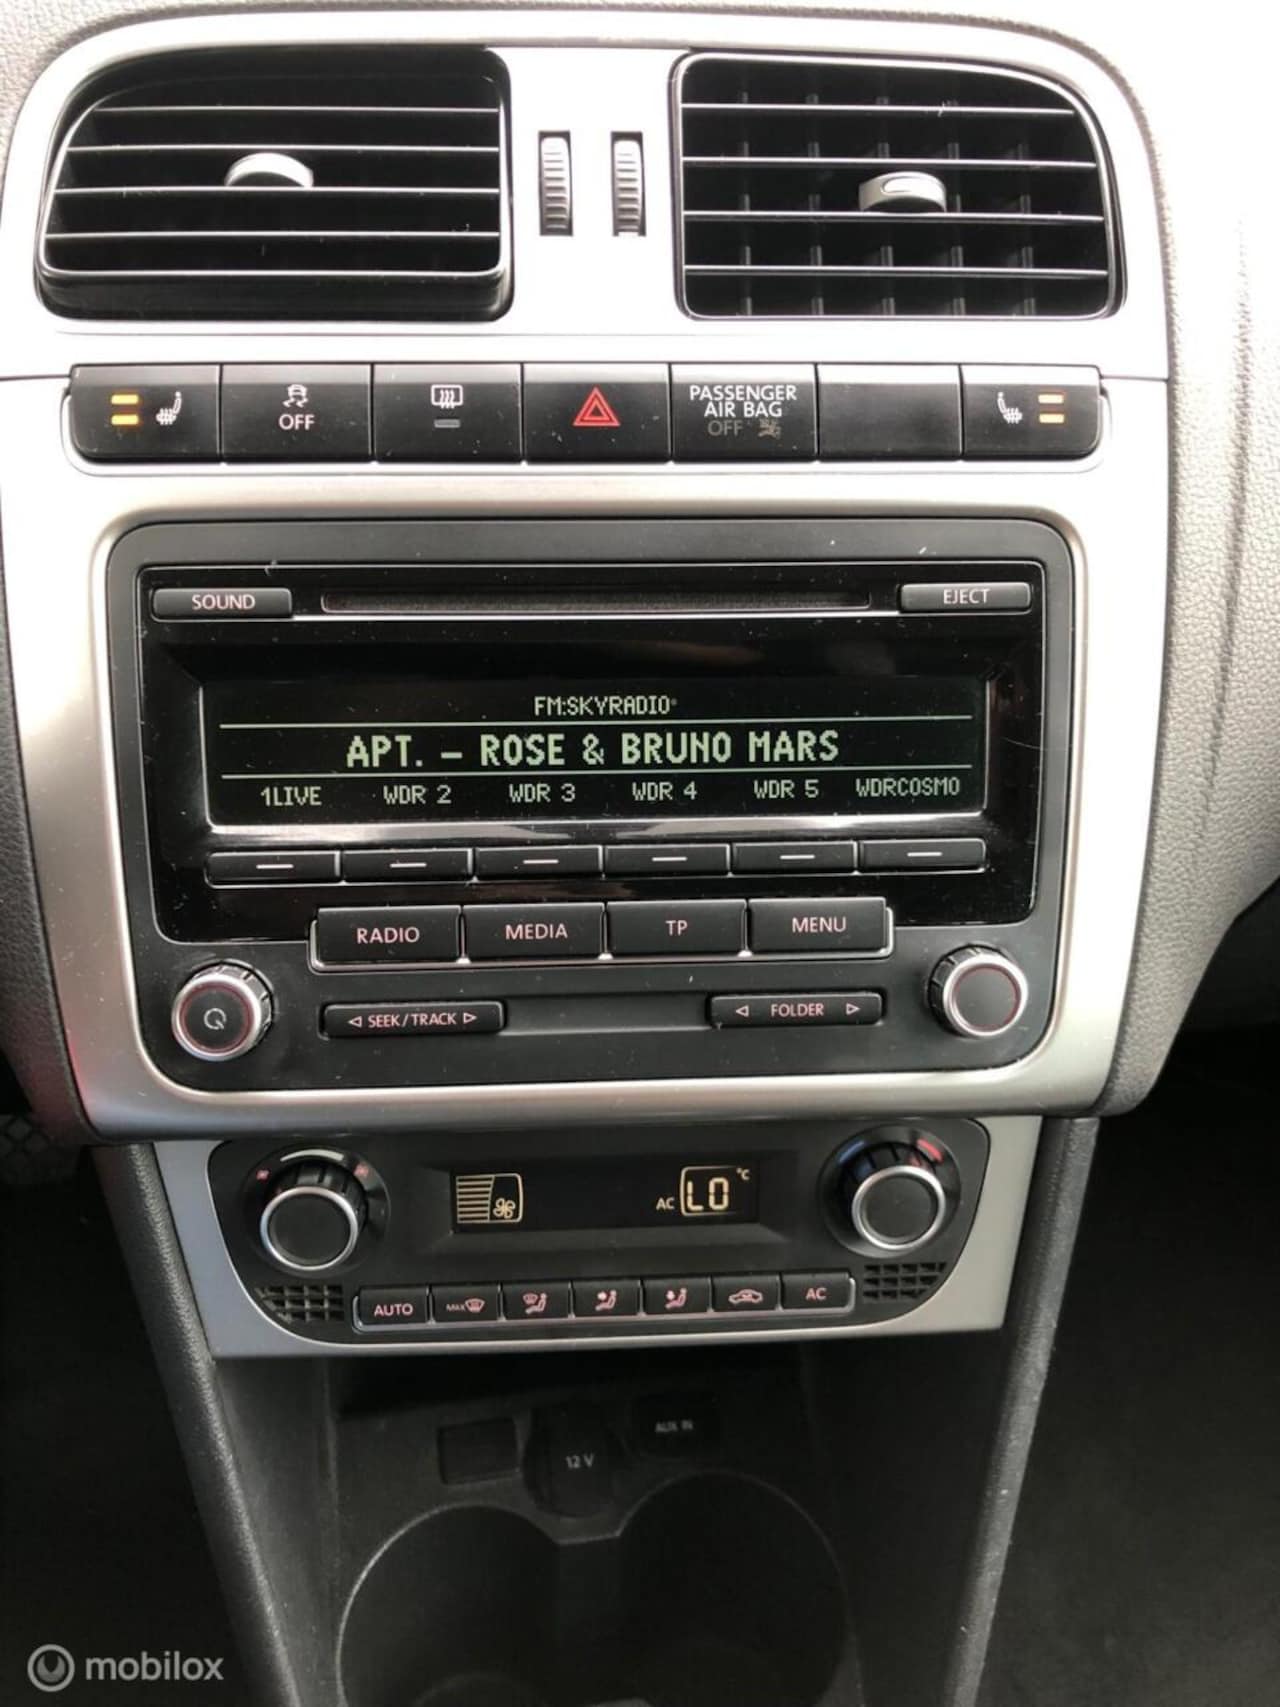 OFF
PASSENGER
AIR BAG
OFF
SOUND
EJECT
FM:SKYRADIO®
APT. - ROSE & BRUNO MARS
1LIVE WDR 2 WDR 3 WDR 4 WDR 5 WDRCOSMO
RADIO MEDIA TP MENU
SEEK/TRACK
FOLDER
AC LO °C
AUTO MAX AC
12 V
AUX IN
mobilox